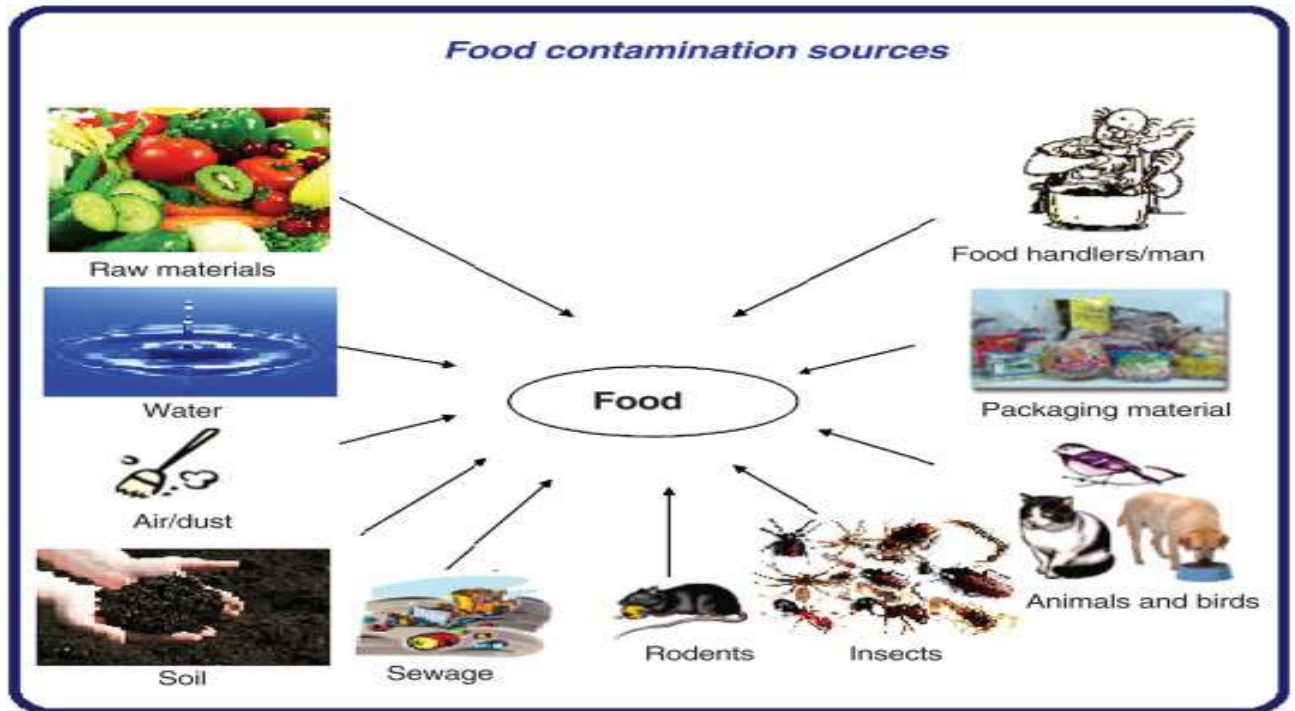 Food contamination sources
Raw materials
Food handlers/man
Water
Food
Packaging material
Air/dust
Animals and birds
Soil
Sewage
Rodents
Insects